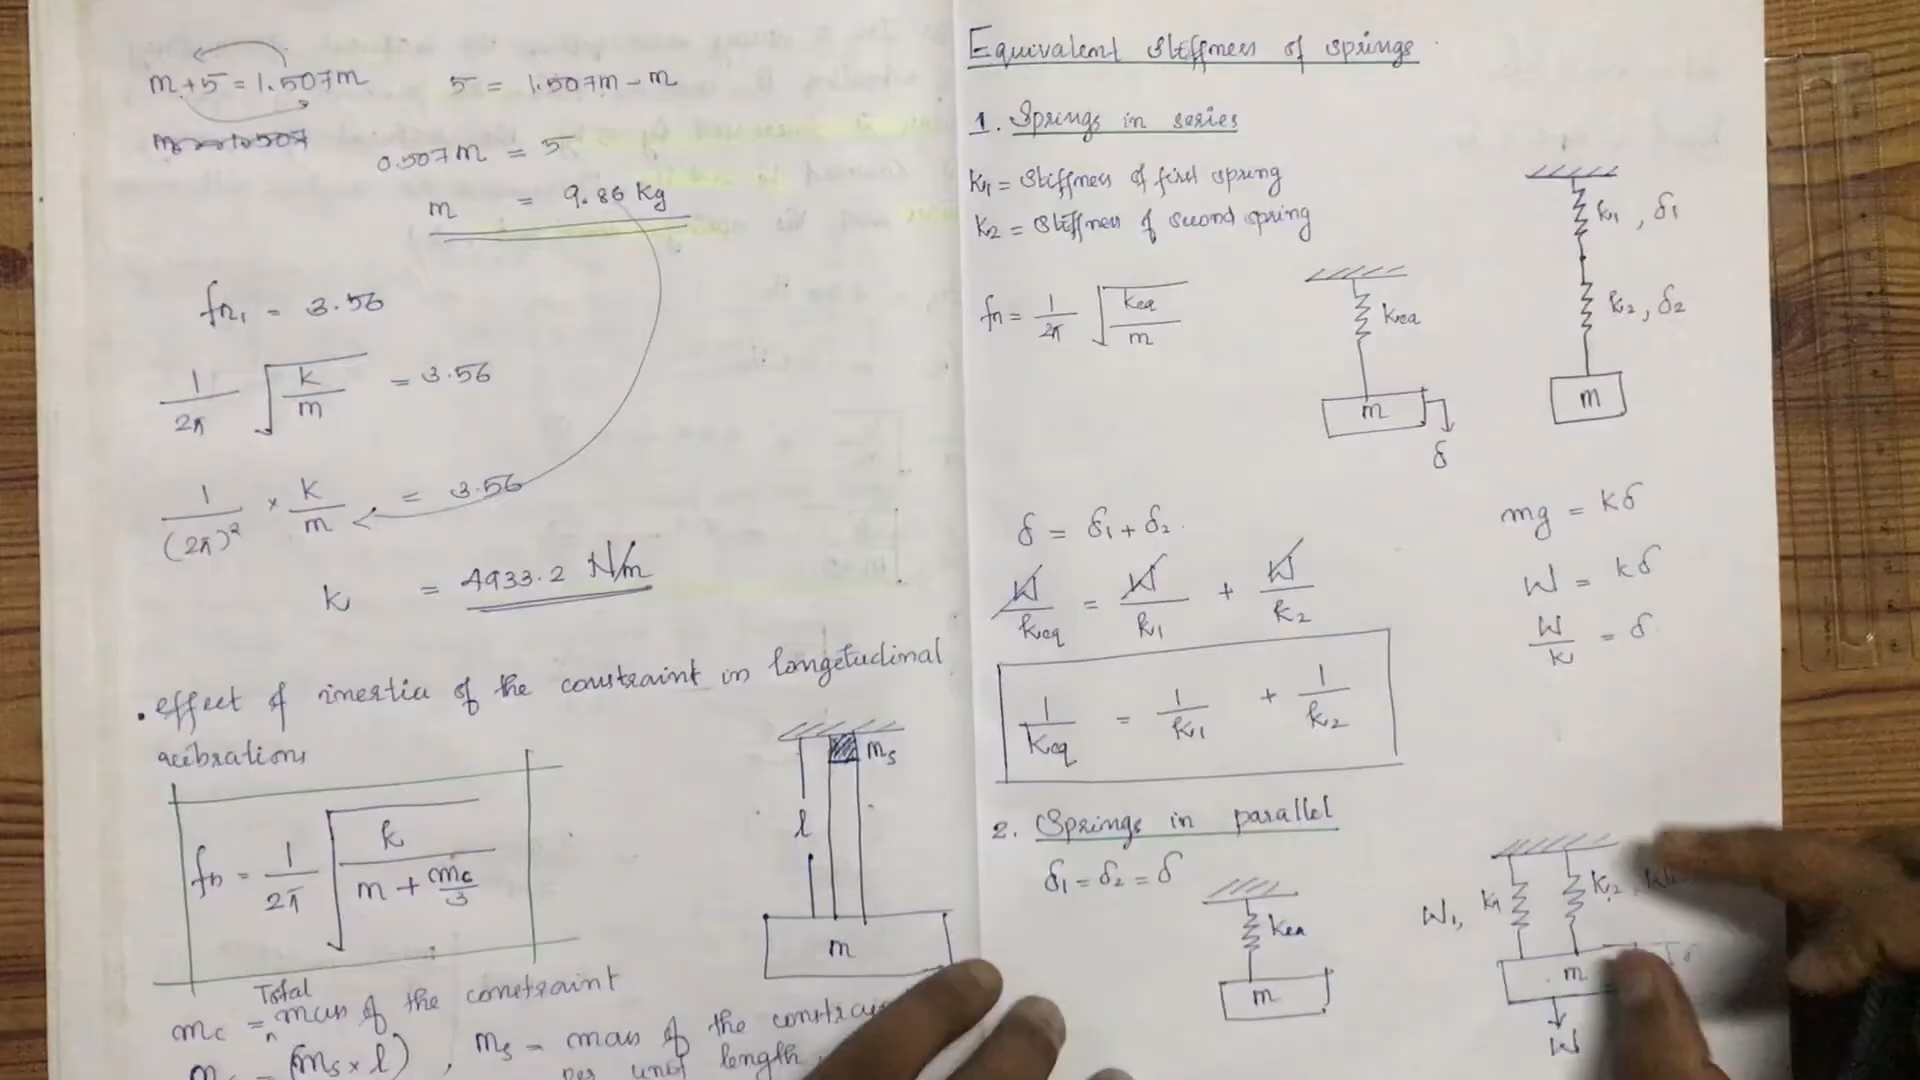 m+5 = 1.507m
5 = 1.507m - m
0.507m = 5
m = 9.86 kg
fn₁ = 3.56
1/2π √(k/m) = 3.56
1/(2π)² × k/m = 3.56
k = 4933.2 N/m
effect of inertia of the constraint in longetudinal
fn = 1/2π √(k/(m + mc/3))
mc = Total mass of the constraint
(ms × l), ms = mass of the
per unit length
ms
l
m
Equivalent stiffness of springs
1. Springs in series
k1 = stiffness of first spring
k2 = stiffness of second spring
k1, δ1
k2, δ2
m
fn = 1/2π √(keq/m)
keq
m
δ
δ = δ1 + δ2
W/keq = W/k1 + W/k2
1/keq = 1/k1 + 1/k2
mg = kδ
W = kδ
W/k = δ
2. Springs in parallel
δ1 = δ2 = δ
keq
m
W1, k1
k2,
m
W